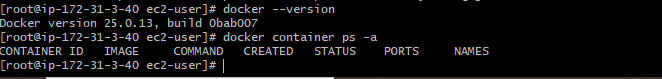 [root@ip-172-31-3-40 ec2-user]# docker --version
Docker version 25.0.13, build 0bab007
[root@ip-172-31-3-40 ec2-user]# docker container ps -a
CONTAINER ID   IMAGE     COMMAND   CREATED   STATUS    PORTS     NAMES
[root@ip-172-31-3-40 ec2-user]#